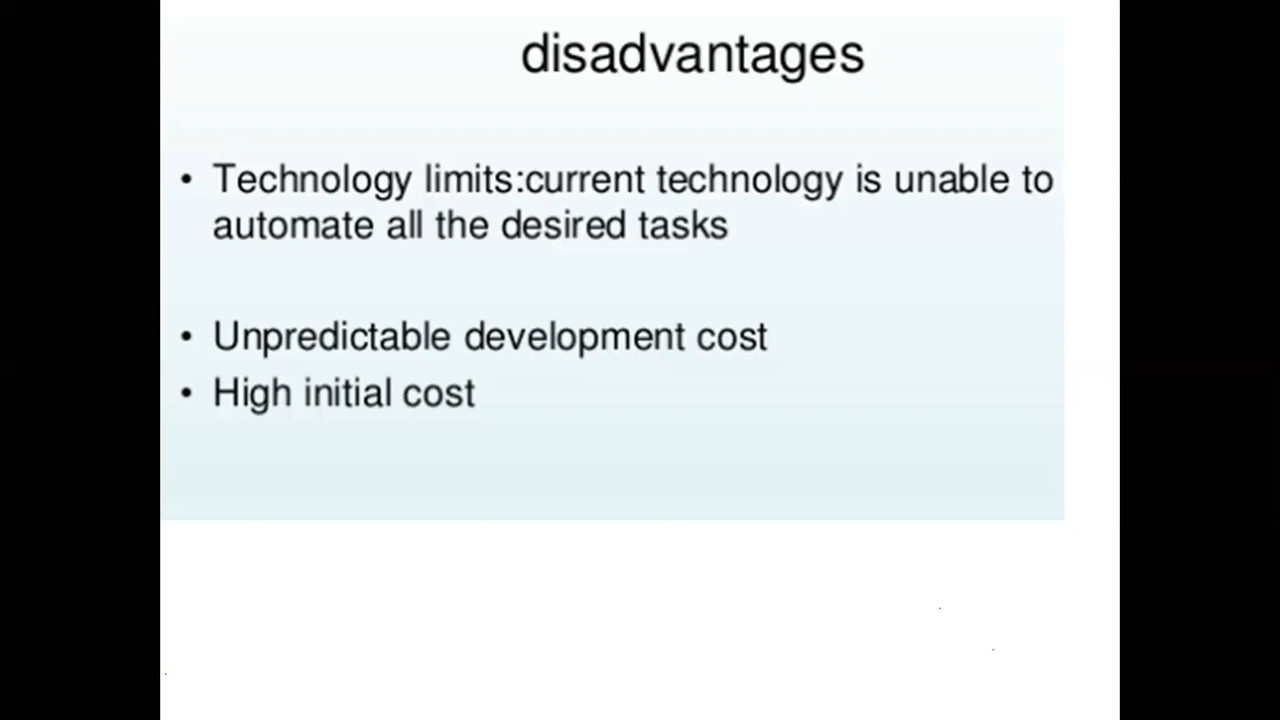 disadvantages
• Technology limits:current technology is unable to
automate all the desired tasks
• Unpredictable development cost
• High initial cost